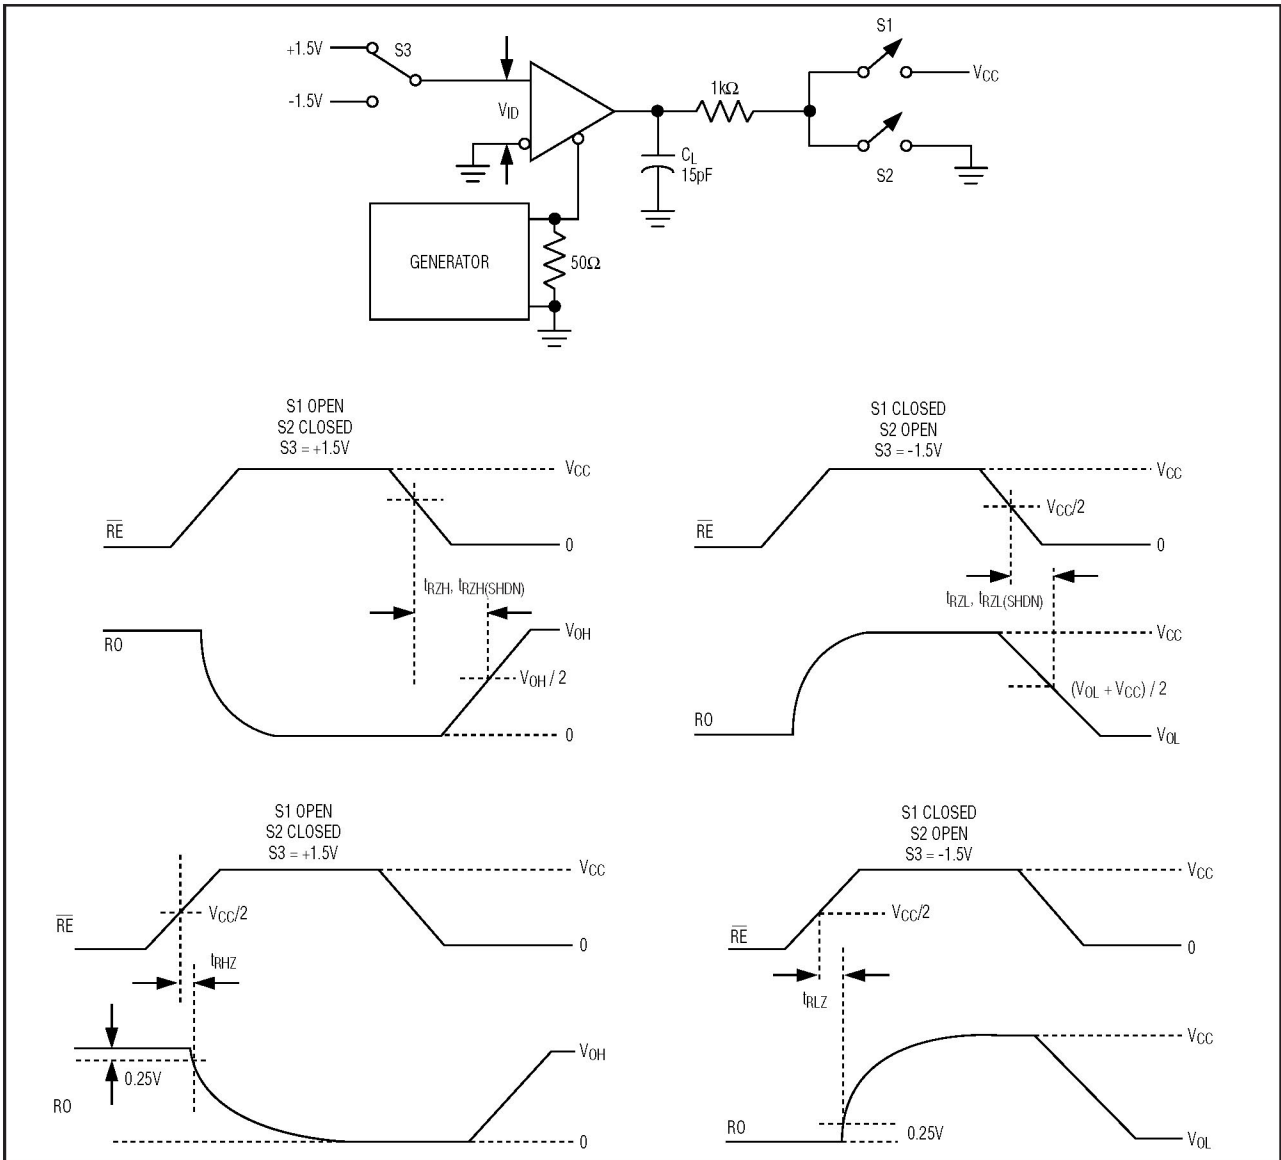 S1
+1.5V
S3
VCC
-1.5V
VID
1kΩ
CL
15pF
S2
GENERATOR
50Ω
S1 OPEN
S2 CLOSED
S3 = +1.5V
VCC
RE
0
tRZH, tRZH(SHDN)
RO
VOH
VOH / 2
0
S1 CLOSED
S2 OPEN
S3 = -1.5V
VCC
VCC/2
RE
0
tRZL, tRZL(SHDN)
VCC
(VOL + VCC) / 2
RO
VOL
S1 OPEN
S2 CLOSED
S3 = +1.5V
VCC
VCC/2
RE
0
tRHZ
VOH
0.25V
RO
0
S1 CLOSED
S2 OPEN
S3 = -1.5V
VCC
VCC/2
RE
0
tRLZ
VCC
RO
0.25V
VOL